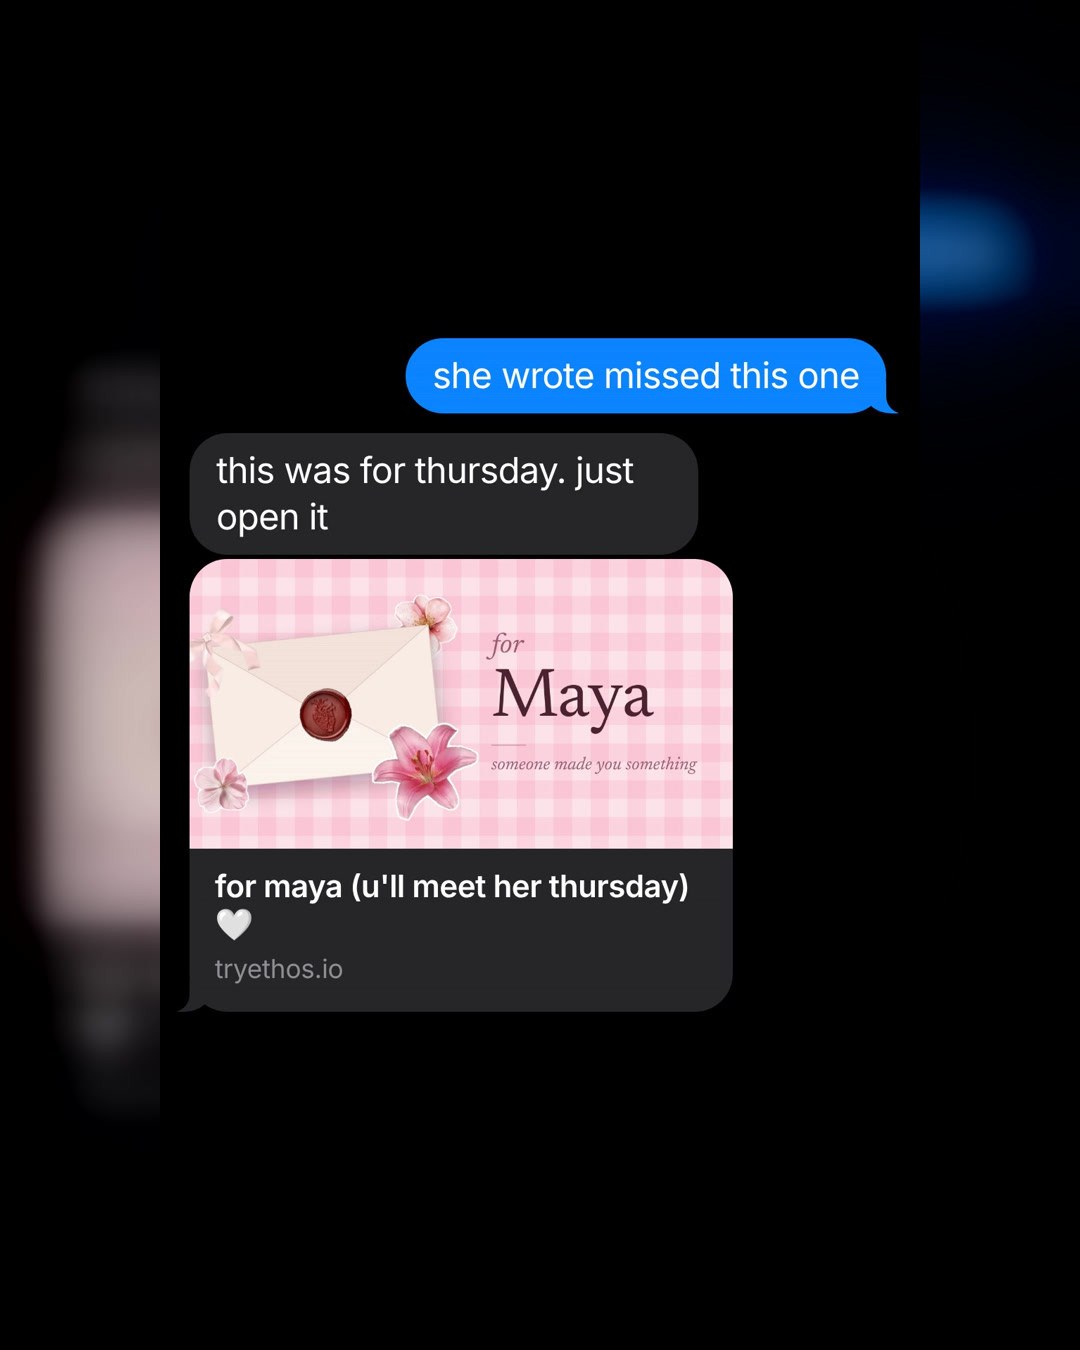 she wrote missed this one
this was for thursday. just
open it
for
Maya
someone made you something
for maya (u'll meet her thursday)
🤍
tryethos.io